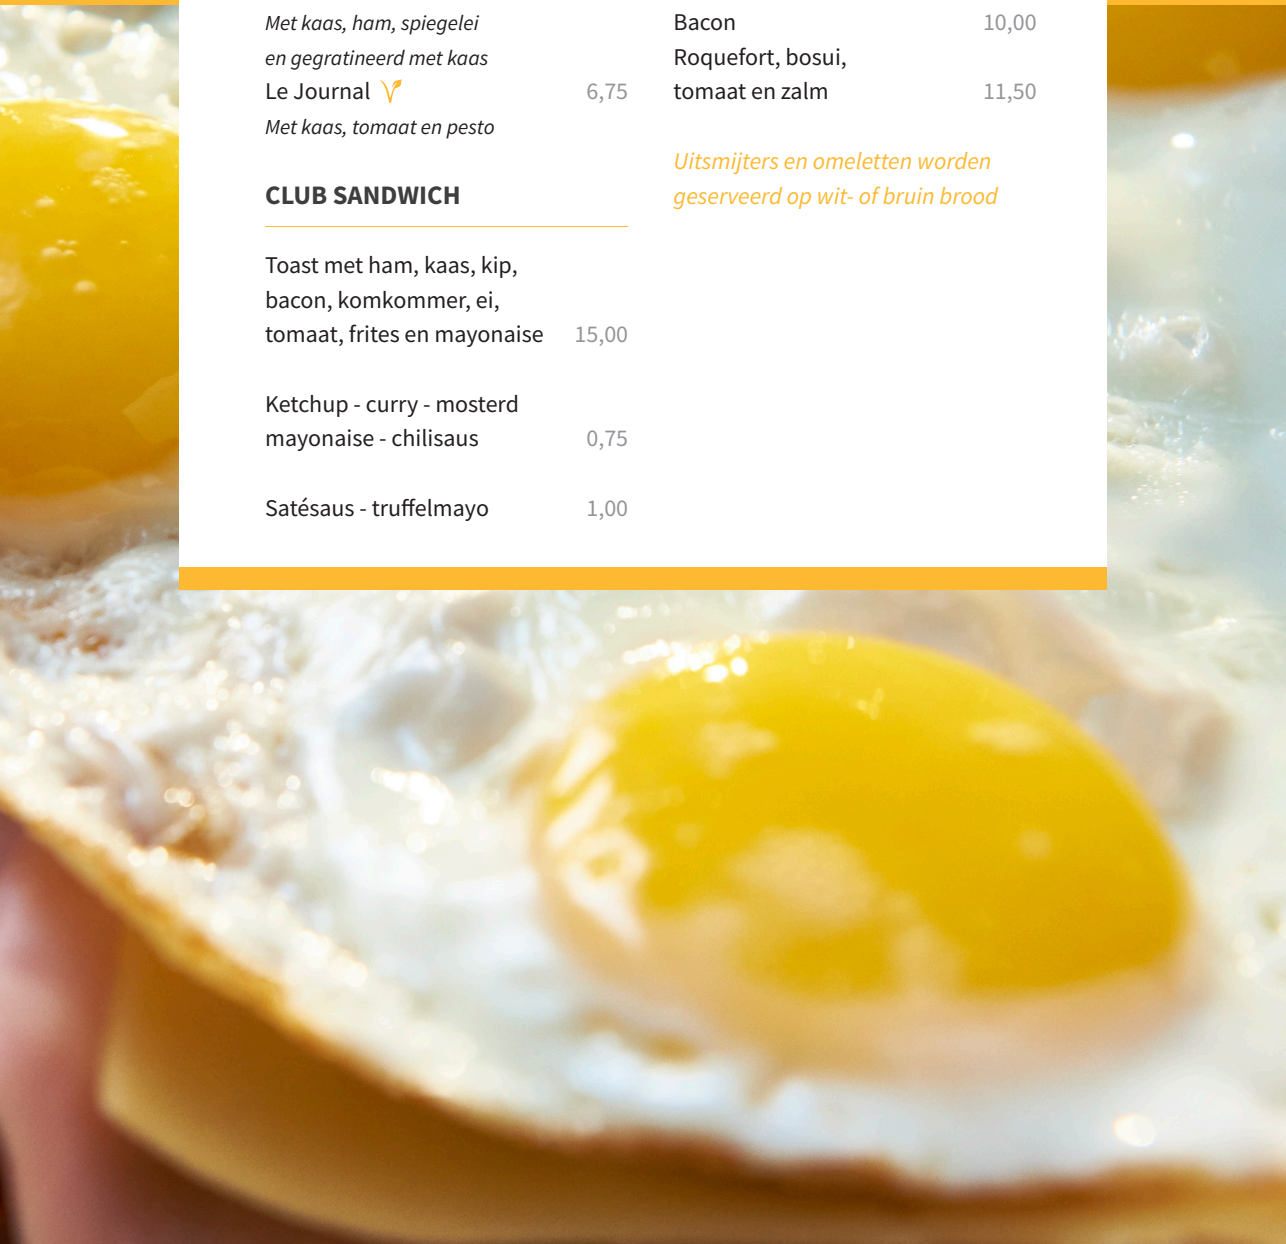 Met kaas, ham, spiegelei
en gegratineerd met kaas
Le Journal 6,75
Met kaas, tomaat en pesto
CLUB SANDWICH
Toast met ham, kaas, kip,
bacon, komkommer, ei,
tomaat, frites en mayonaise 15,00
Ketchup - curry - mosterd
mayonaise - chilisaus 0,75
Satésaus - truffelmayo 1,00
Bacon 10,00
Roquefort, bosui,
tomaat en zalm 11,50
Uitsmijters en omeletten worden
geserveerd op wit- of bruin brood